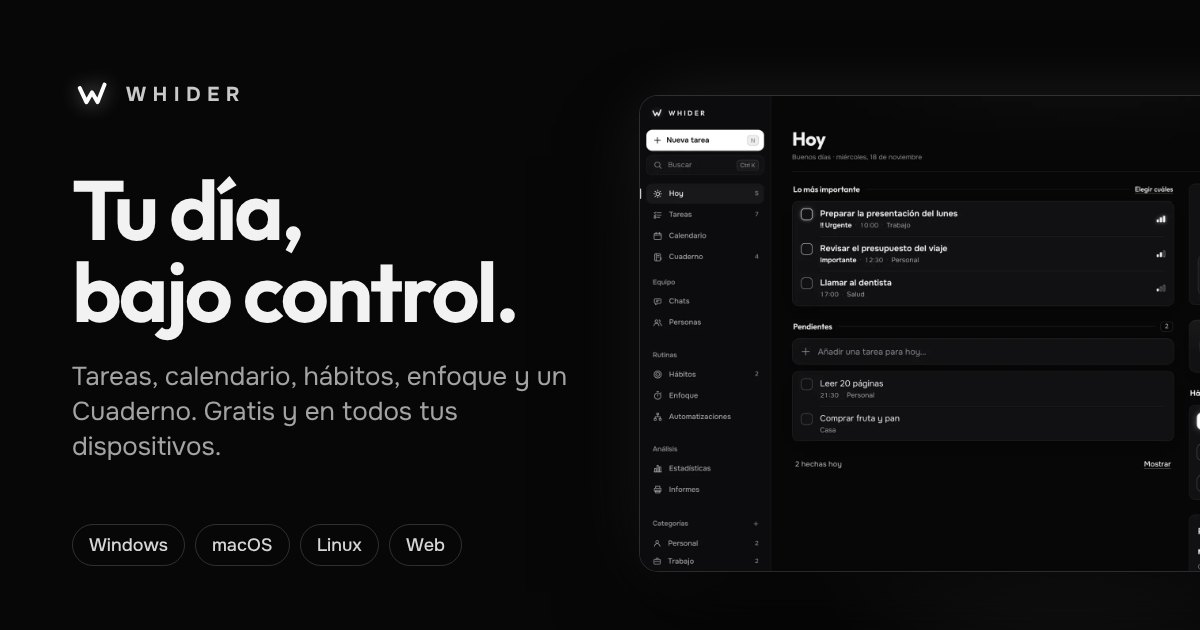 WHIDER
Tu día,
bajo control.
Tareas, calendario, hábitos, enfoque y un
Cuaderno. Gratis y en todos tus
dispositivos.
Windows macOS Linux Web
WHIDER
+ Nueva tarea N
Buscar Ctrl K
Hoy 5
Tareas 7
Calendario
Cuaderno 4
Equipo
Chats
Personas
Rutinas
Hábitos 2
Enfoque
Automatizaciones
Análisis
Estadísticas
Informes
Categorías +
Personal 2
Trabajo 2
Hoy
Buenos días · miércoles, 18 de noviembre
Lo más importante Elegir cuáles
Preparar la presentación del lunes
!! Urgente 10:00 Trabajo
Revisar el presupuesto del viaje
Importante 12:30 Personal
Llamar al dentista
17:00 Salud
Pendientes 2
+ Añadir una tarea para hoy...
Leer 20 páginas
21:30 Personal
Comprar fruta y pan
Casa
2 hechas hoy Mostrar